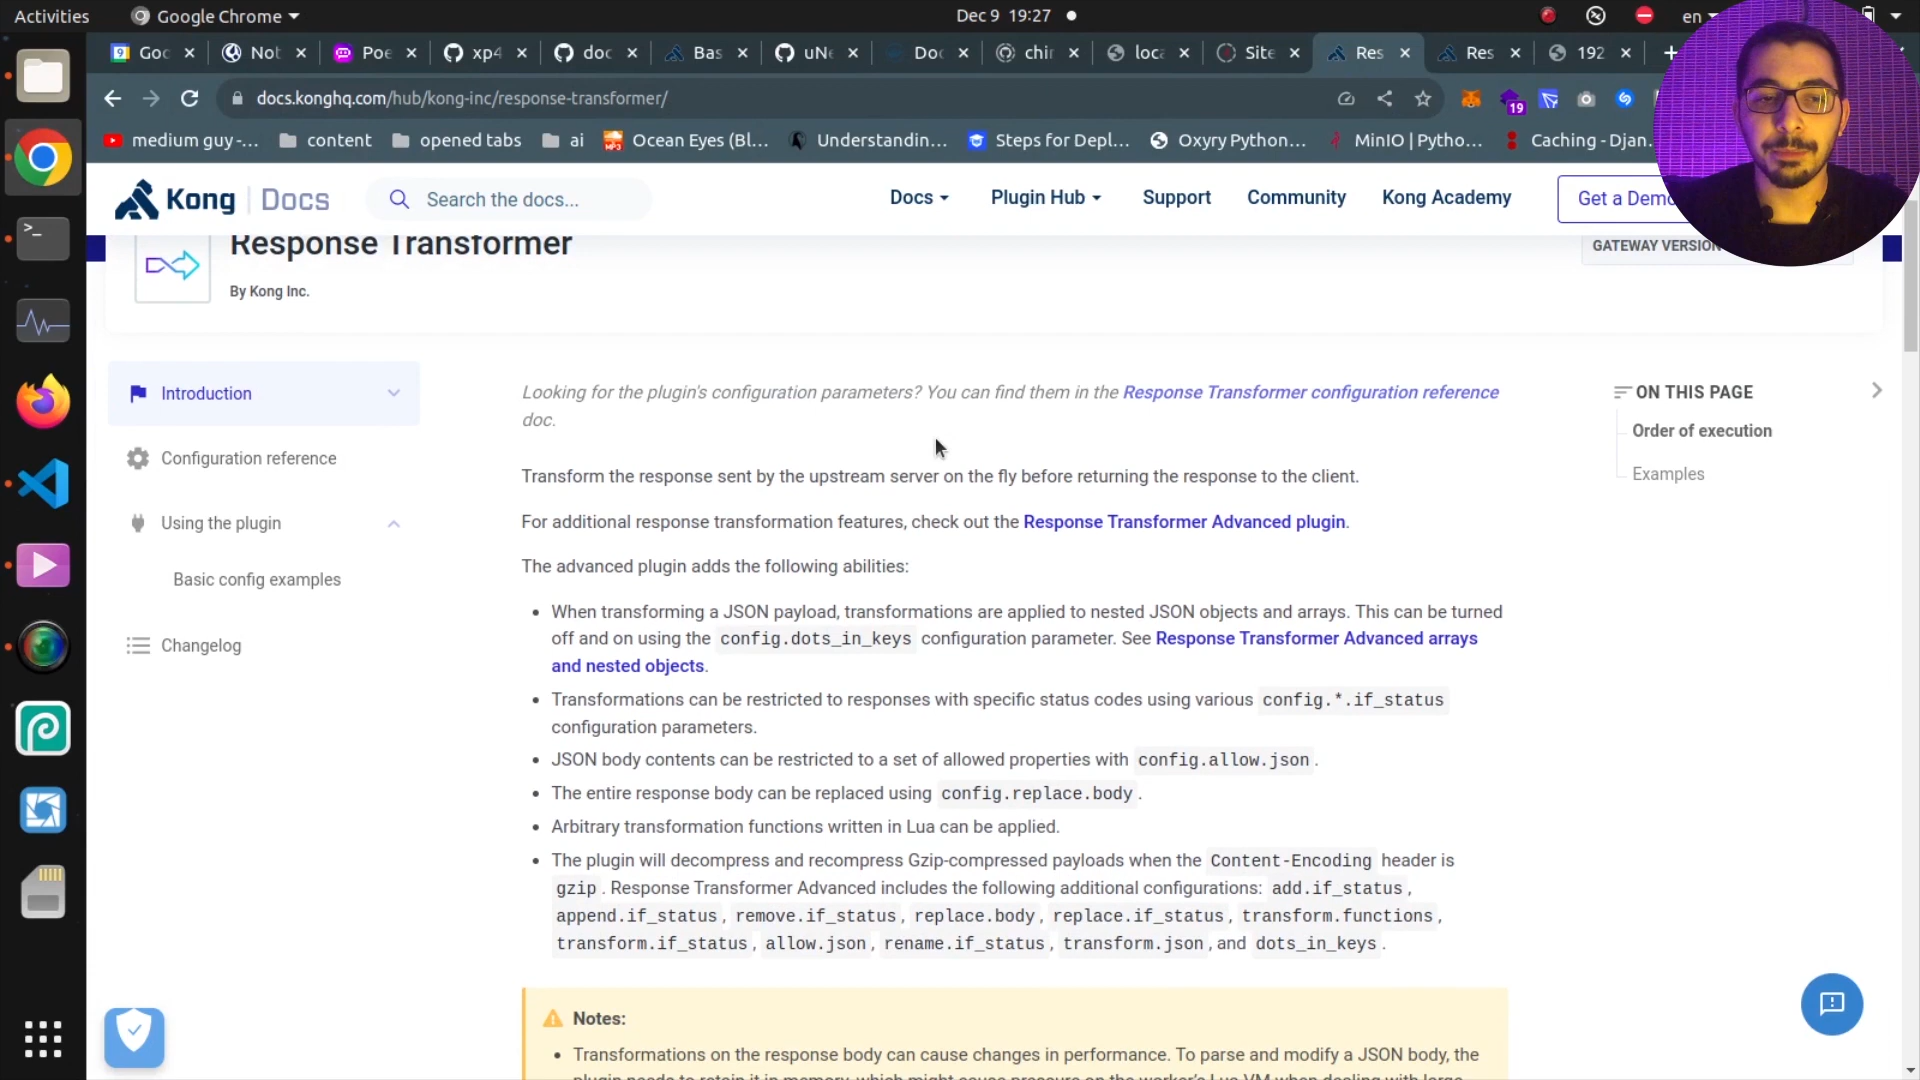 Activities
Google Chrome
Dec 9 19:27
en
Goo
Not
Poe
xp4
doc
Bas
uNe
Doc
chir
loca
Site
Res
Res
192
docs.konghq.com/hub/kong-inc/response-transformer/
19
medium guy -...
content
opened tabs
ai
Ocean Eyes (Bl...
Understandin...
Steps for Depl...
Oxyry Python...
MinIO | Pytho...
Caching - Djan.
Kong | Docs
Search the docs...
Docs
Plugin Hub
Support
Community
Kong Academy
Get a Demo
Response Transformer
By Kong Inc.
GATEWAY VERSION
Introduction
Configuration reference
Using the plugin
Basic config examples
Changelog
Looking for the plugin's configuration parameters? You can find them in the Response Transformer configuration reference
doc.
Transform the response sent by the upstream server on the fly before returning the response to the client.
For additional response transformation features, check out the Response Transformer Advanced plugin.
The advanced plugin adds the following abilities:
• When transforming a JSON payload, transformations are applied to nested JSON objects and arrays. This can be turned
off and on using the config.dots_in_keys configuration parameter. See Response Transformer Advanced arrays
and nested objects.
• Transformations can be restricted to responses with specific status codes using various config.*.if_status
configuration parameters.
• JSON body contents can be restricted to a set of allowed properties with config.allow.json.
• The entire response body can be replaced using config.replace.body.
• Arbitrary transformation functions written in Lua can be applied.
• The plugin will decompress and recompress Gzip-compressed payloads when the Content-Encoding header is
gzip. Response Transformer Advanced includes the following additional configurations: add.if_status,
append.if_status, remove.if_status, replace.body, replace.if_status, transform.functions,
transform.if_status, allow.json, rename.if_status, transform.json, and dots_in_keys.
Notes:
• Transformations on the response body can cause changes in performance. To parse and modify a JSON body, the
plugin needs to retain it in memory, which might cause pressure on the worker's Lua VM when dealing with large
ON THIS PAGE
Order of execution
Examples